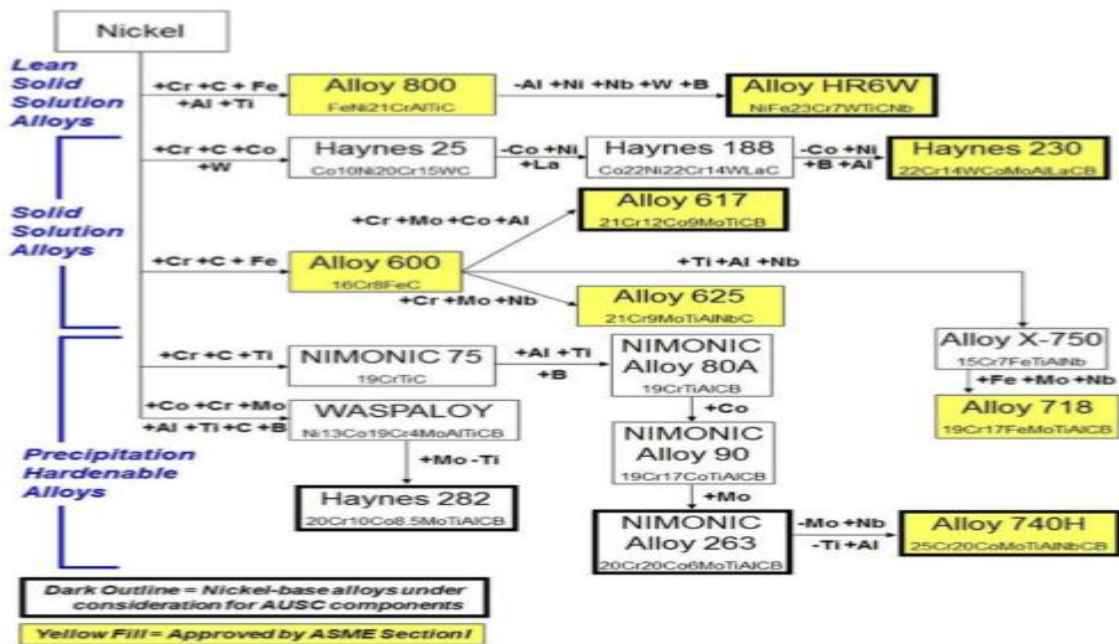 Nickel
Lean
Solid
Solution
Alloys
+Cr +C + Fe
+Al +Ti
Alloy 800
FeNi21CrAlTiC
-Al +Ni +Nb +W +B
Alloy HR6W
NiFe23Cr7WTiCNb
Solid
Solution
Alloys
+Cr +C +Co
+W
Haynes 25
Co10Ni20Cr15WC
-Co +Ni
+La
Haynes 188
Co22Ni22Cr14WLaC
-Co +Ni
+B +Al
Haynes 230
22Cr14WCoMoAlLaCB
+Cr +Mo +Co +Al
Alloy 617
21Cr12Co9MoTiCB
+Cr +C + Fe
Alloy 600
16Cr8FeC
+Cr +Mo +Nb
Alloy 625
21Cr9MoTiAlNbC
+Ti +Al +Nb
Alloy X-750
15Cr7FeTiAlNb
+Fe +Mo +Nb
Alloy 718
19Cr17FeMoTiAlCB
Precipitation
Hardenable
Alloys
+Cr +C +Ti
NIMONIC 75
19CrTiC
+Al +Ti
+B
NIMONIC
Alloy 80A
19CrTiAlCB
+Co
NIMONIC
Alloy 90
19Cr17CoTiAlCB
+Mo
NIMONIC
Alloy 263
20Cr20Co6MoTiAlCB
-Mo +Nb
-Ti +Al
Alloy 740H
25Cr20CoMoTiAlNbCB
+Co +Cr +Mo
+Al +Ti +C +B
WASPALOY
Ni13Co19Cr4MoAlTiCB
+Mo -Ti
Haynes 282
20Cr10Co8.5MoTiAlCB
Dark Outline = Nickel-base alloys under
consideration for AUSC components
Yellow Fill = Approved by ASME Section I